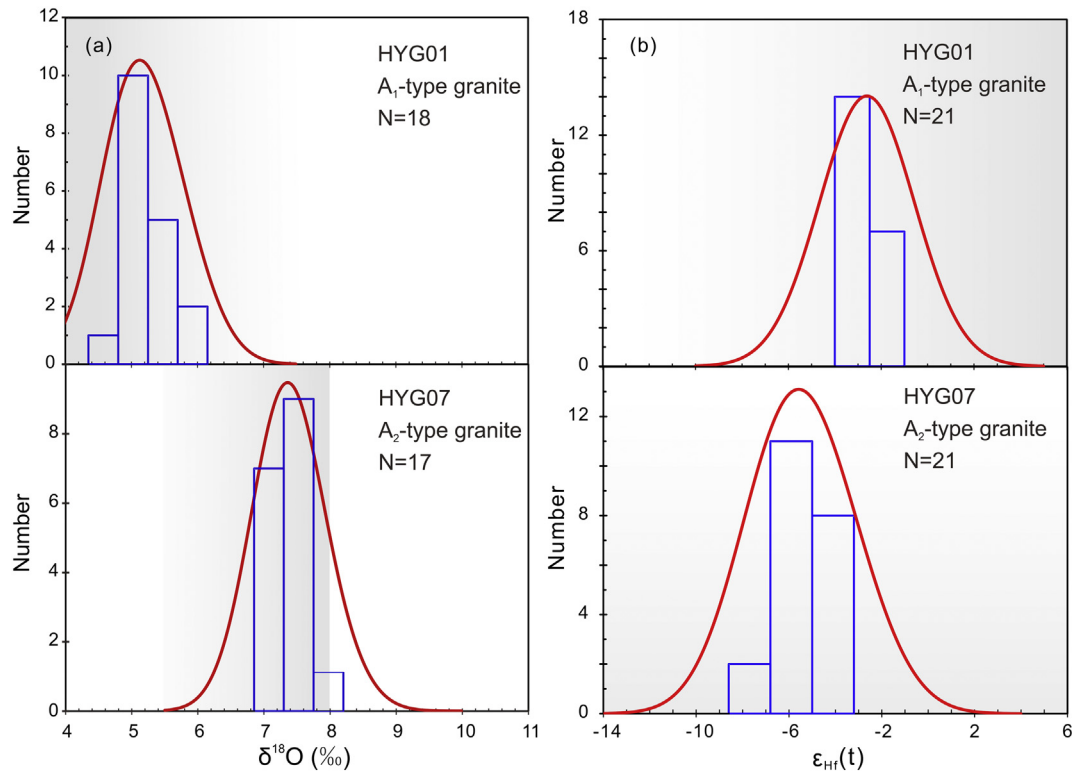 (a)
HYG01
A₁-type granite
N=18
Number
12
10
8
6
4
2
0
HYG07
A₂-type granite
N=17
Number
8
6
4
2
0
4 5 6 7 8 9 10 11
δ¹⁸O (‰)
(b)
HYG01
A₁-type granite
N=21
Number
18
14
10
6
3
0
HYG07
A₂-type granite
N=21
Number
12
8
4
0
-14 -10 -6 -2 2 6
εHf(t)